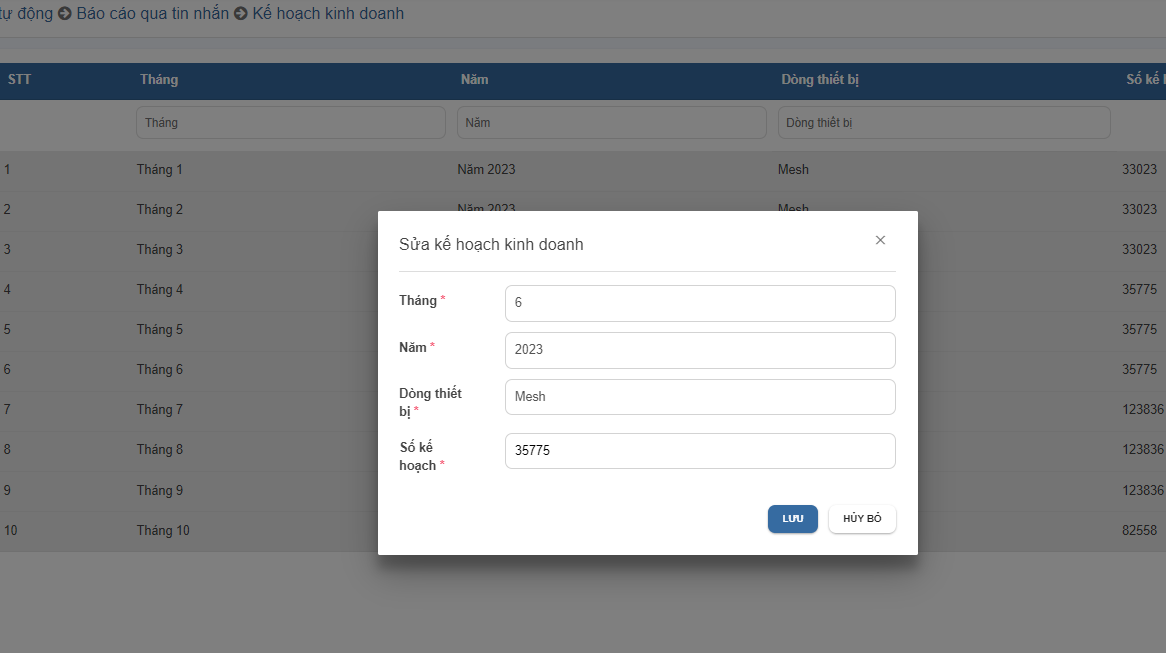 tự động Báo cáo qua tin nhắn Kế hoạch kinh doanh
STT Tháng Năm Dòng thiết bị Số kế
Tháng Năm Dòng thiết bị
1 Tháng 1 Năm 2023 Mesh 33023
2 Tháng 2 Năm 2023 Mesh 33023
3 Tháng 3 33023
4 Tháng 4 35775
5 Tháng 5 35775
6 Tháng 6 35775
7 Tháng 7 123836
8 Tháng 8 123836
9 Tháng 9 123836
10 Tháng 10 82558
Sửa kế hoạch kinh doanh ×
Tháng * 6
Năm * 2023
Dòng thiết
bị * Mesh
Số kế
hoạch * 35775
LƯU HỦY BỎ